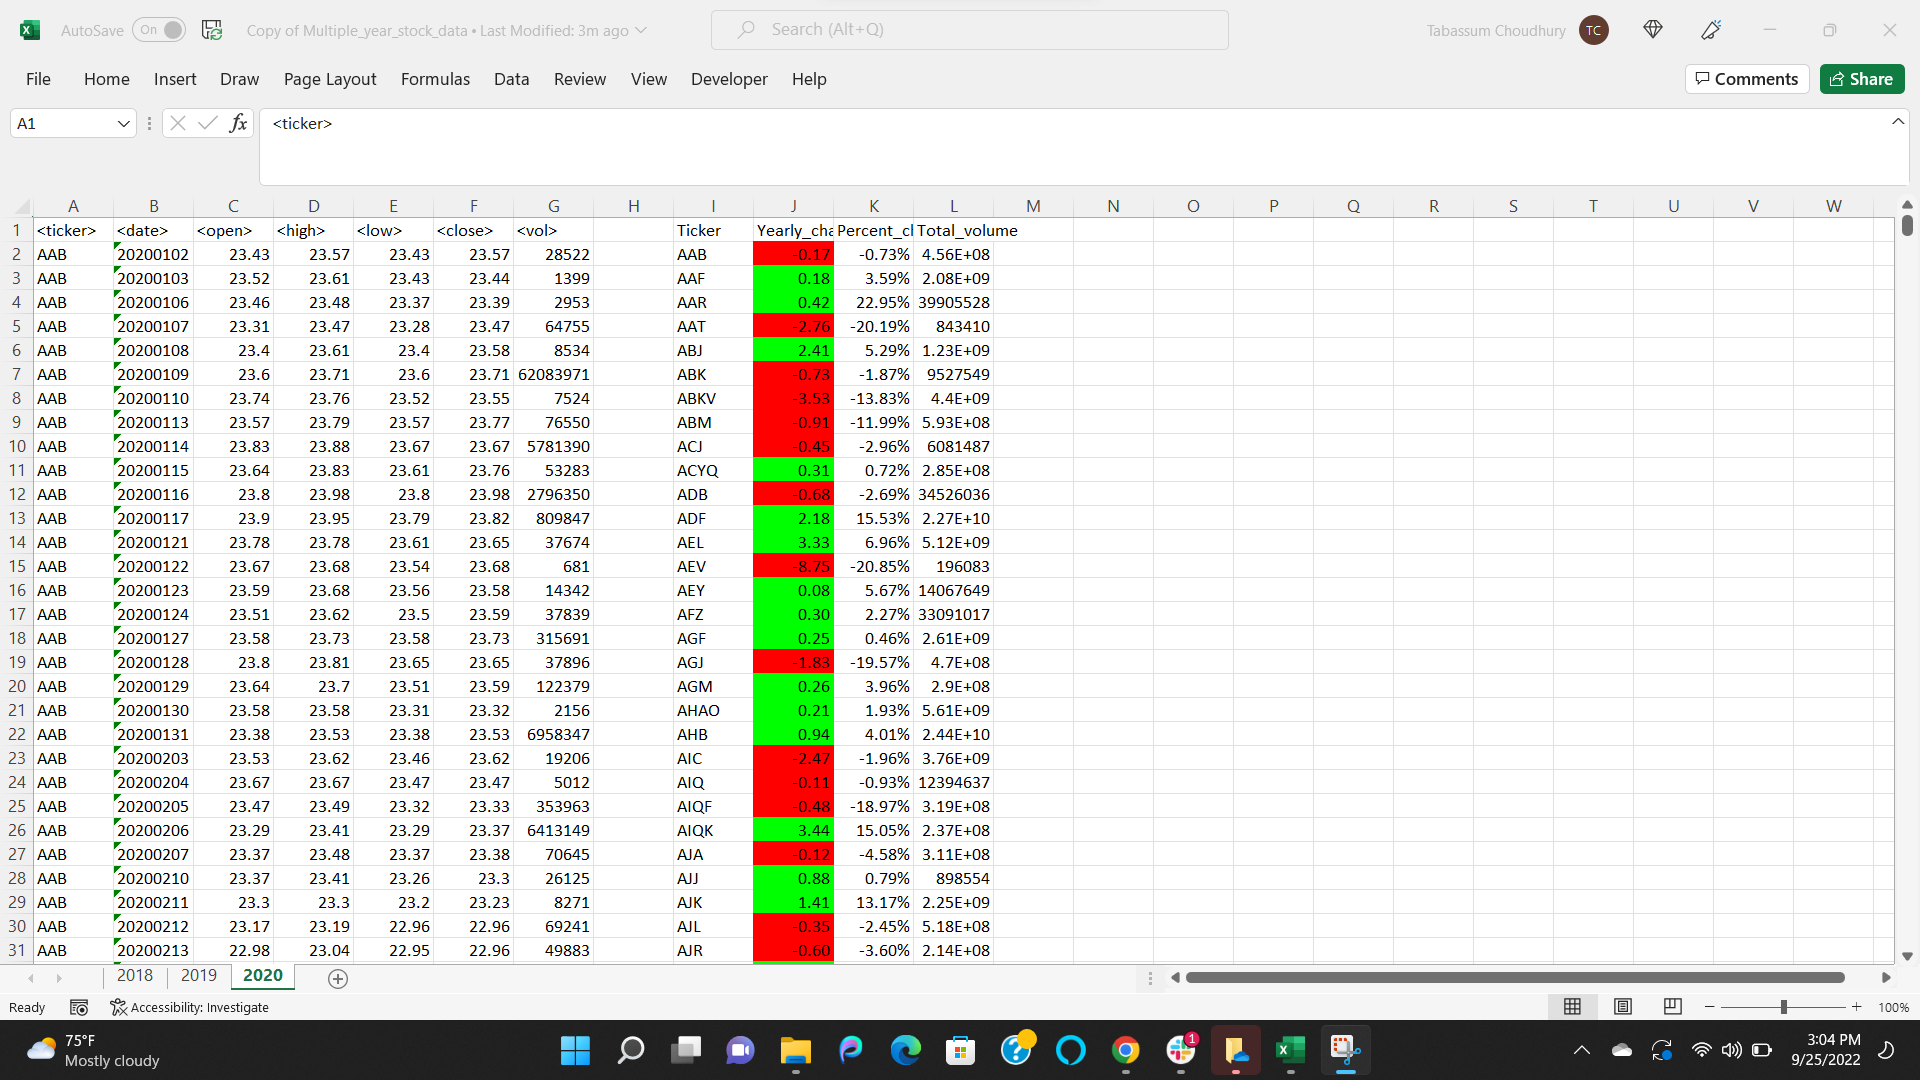 AutoSave On Copy of Multiple_year_stock_data • Last Modified: 3m ago Search (Alt+Q) Tabassum Choudhury TC
File Home Insert Draw Page Layout Formulas Data Review View Developer Help Comments Share
A1 fx <ticker>
A B C D E F G H I J K L M N O P Q R S T U V W
1 <ticker> <date> <open> <high> <low> <close> <vol> Ticker Yearly_cha Percent_cl Total_volume
2 AAB 20200102 23.43 23.57 23.43 23.57 28522 AAB -0.17 -0.73% 4.56E+08
3 AAB 20200103 23.52 23.61 23.43 23.44 1399 AAF 0.18 3.59% 2.08E+09
4 AAB 20200106 23.46 23.48 23.37 23.39 2953 AAR 0.42 22.95% 39905528
5 AAB 20200107 23.31 23.47 23.28 23.47 64755 AAT -2.76 -20.19% 843410
6 AAB 20200108 23.4 23.61 23.4 23.58 8534 ABJ 2.41 5.29% 1.23E+09
7 AAB 20200109 23.6 23.71 23.6 23.71 62083971 ABK -0.73 -1.87% 9527549
8 AAB 20200110 23.74 23.76 23.52 23.55 7524 ABKV -3.53 -13.83% 4.4E+09
9 AAB 20200113 23.57 23.79 23.57 23.77 76550 ABM -0.91 -11.99% 5.93E+08
10 AAB 20200114 23.83 23.88 23.67 23.67 5781390 ACJ -0.45 -2.96% 6081487
11 AAB 20200115 23.64 23.83 23.61 23.76 53283 ACYQ 0.31 0.72% 2.85E+08
12 AAB 20200116 23.8 23.98 23.8 23.98 2796350 ADB -0.68 -2.69% 34526036
13 AAB 20200117 23.9 23.95 23.79 23.82 809847 ADF 2.18 15.53% 2.27E+10
14 AAB 20200121 23.78 23.78 23.61 23.65 37674 AEL 3.33 6.96% 5.12E+09
15 AAB 20200122 23.67 23.68 23.54 23.68 681 AEV -8.75 -20.85% 196083
16 AAB 20200123 23.59 23.68 23.56 23.58 14342 AEY 0.08 5.67% 14067649
17 AAB 20200124 23.51 23.62 23.5 23.59 37839 AFZ 0.30 2.27% 33091017
18 AAB 20200127 23.58 23.73 23.58 23.73 315691 AGF 0.25 0.46% 2.61E+09
19 AAB 20200128 23.8 23.81 23.65 23.65 37896 AGJ -1.83 -19.57% 4.7E+08
20 AAB 20200129 23.64 23.7 23.51 23.59 122379 AGM 0.26 3.96% 2.9E+08
21 AAB 20200130 23.58 23.58 23.31 23.32 2156 AHAO 0.21 1.93% 5.61E+09
22 AAB 20200131 23.38 23.53 23.38 23.53 6958347 AHB 0.94 4.01% 2.44E+10
23 AAB 20200203 23.53 23.62 23.46 23.62 19206 AIC -2.47 -1.96% 3.76E+09
24 AAB 20200204 23.67 23.67 23.47 23.47 5012 AIQ -0.11 -0.93% 12394637
25 AAB 20200205 23.47 23.49 23.32 23.33 353963 AIQF -0.48 -18.97% 3.19E+08
26 AAB 20200206 23.29 23.41 23.29 23.37 6413149 AIQK 3.44 15.05% 2.37E+08
27 AAB 20200207 23.37 23.48 23.37 23.38 70645 AJA -0.12 -4.58% 3.11E+08
28 AAB 20200210 23.37 23.41 23.26 23.3 26125 AJJ 0.88 0.79% 898554
29 AAB 20200211 23.3 23.3 23.2 23.23 8271 AJK 1.41 13.17% 2.25E+09
30 AAB 20200212 23.17 23.19 22.96 22.96 69241 AJL -0.35 -2.45% 5.18E+08
31 AAB 20200213 22.98 23.04 22.95 22.96 49883 AJR -0.60 -3.60% 2.14E+08
2018 2019 2020
Ready Accessibility: Investigate 100%
75°F 3:04 PM
Mostly cloudy 1 9/25/2022